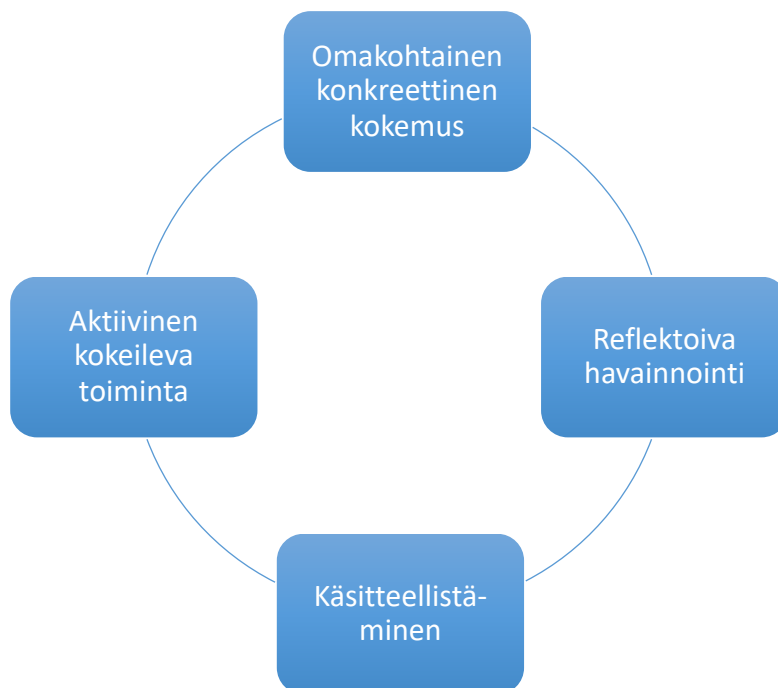 Omakohtainen
konkreettinen
kokemus
Reflektoiva
havainnointi
Käsitteellistä-
minen
Aktiivinen
kokeileva
toiminta